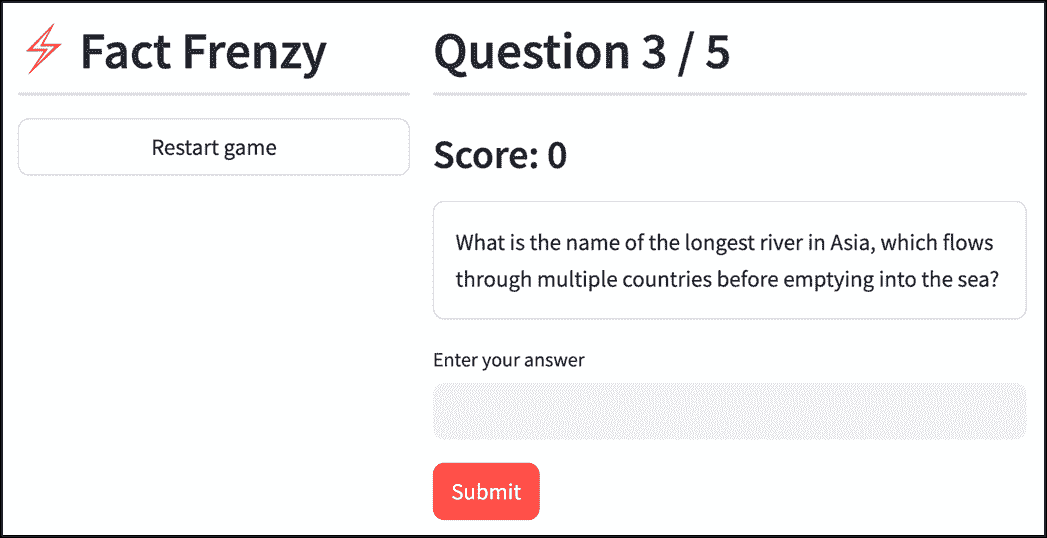 Fact Frenzy
Restart game
Question 3 / 5
Score: 0
What is the name of the longest river in Asia, which flows
through multiple countries before emptying into the sea?
Enter your answer
Submit